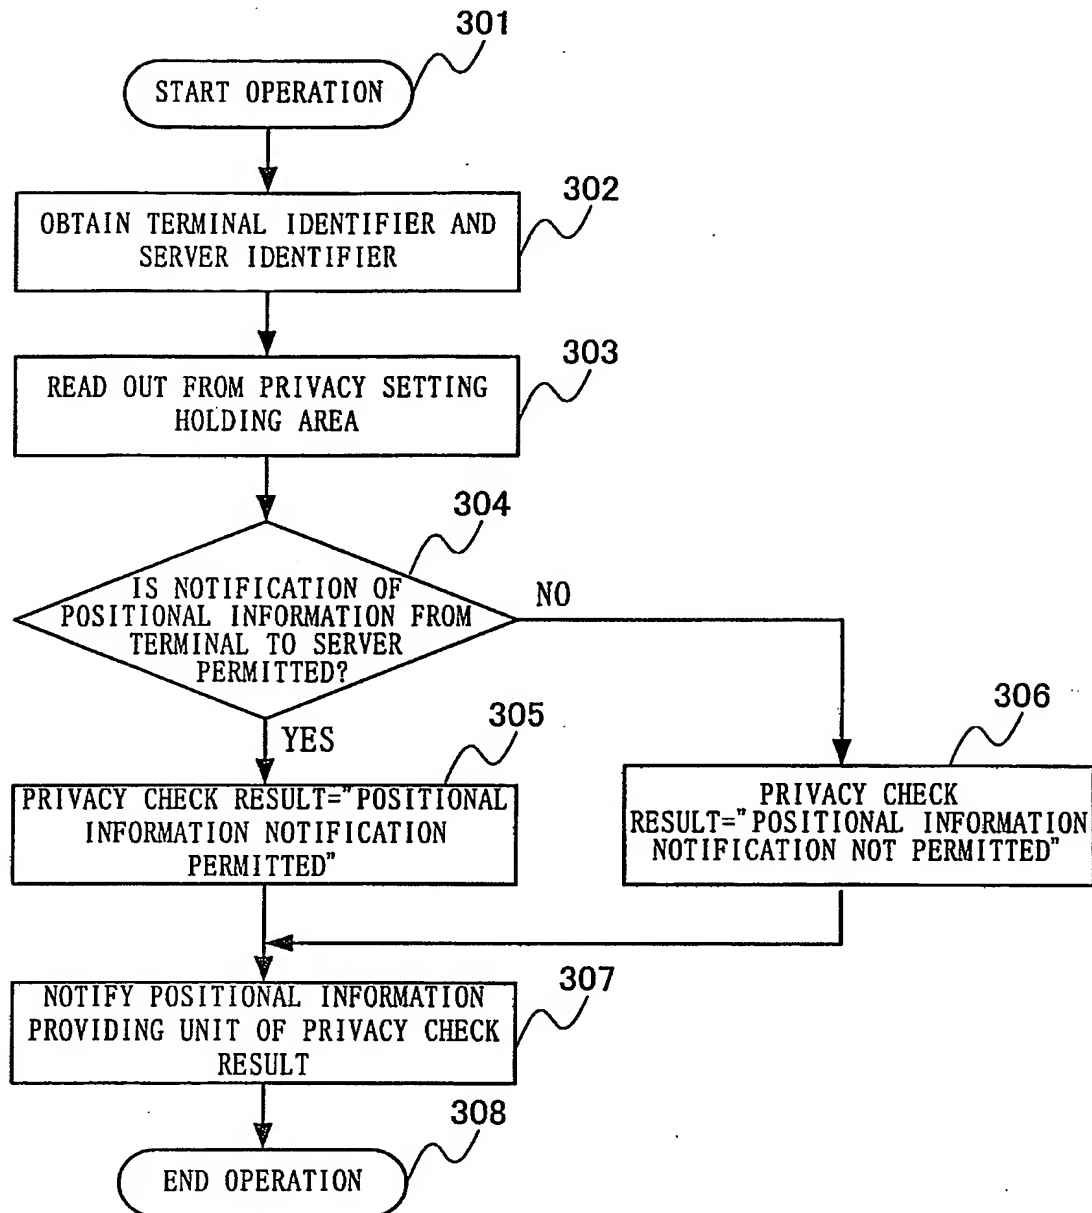 301
START OPERATION
302
OBTAIN TERMINAL IDENTIFIER AND
SERVER IDENTIFIER
303
READ OUT FROM PRIVACY SETTING
HOLDING AREA
304
IS NOTIFICATION OF
POSITIONAL INFORMATION FROM
TERMINAL TO SERVER
PERMITTED?
NO
YES
305
PRIVACY CHECK RESULT="POSITIONAL
INFORMATION NOTIFICATION
PERMITTED"
306
PRIVACY CHECK
RESULT="POSITIONAL INFORMATION
NOTIFICATION NOT PERMITTED"
307
NOTIFY POSITIONAL INFORMATION
PROVIDING UNIT OF PRIVACY CHECK
RESULT
308
END OPERATION